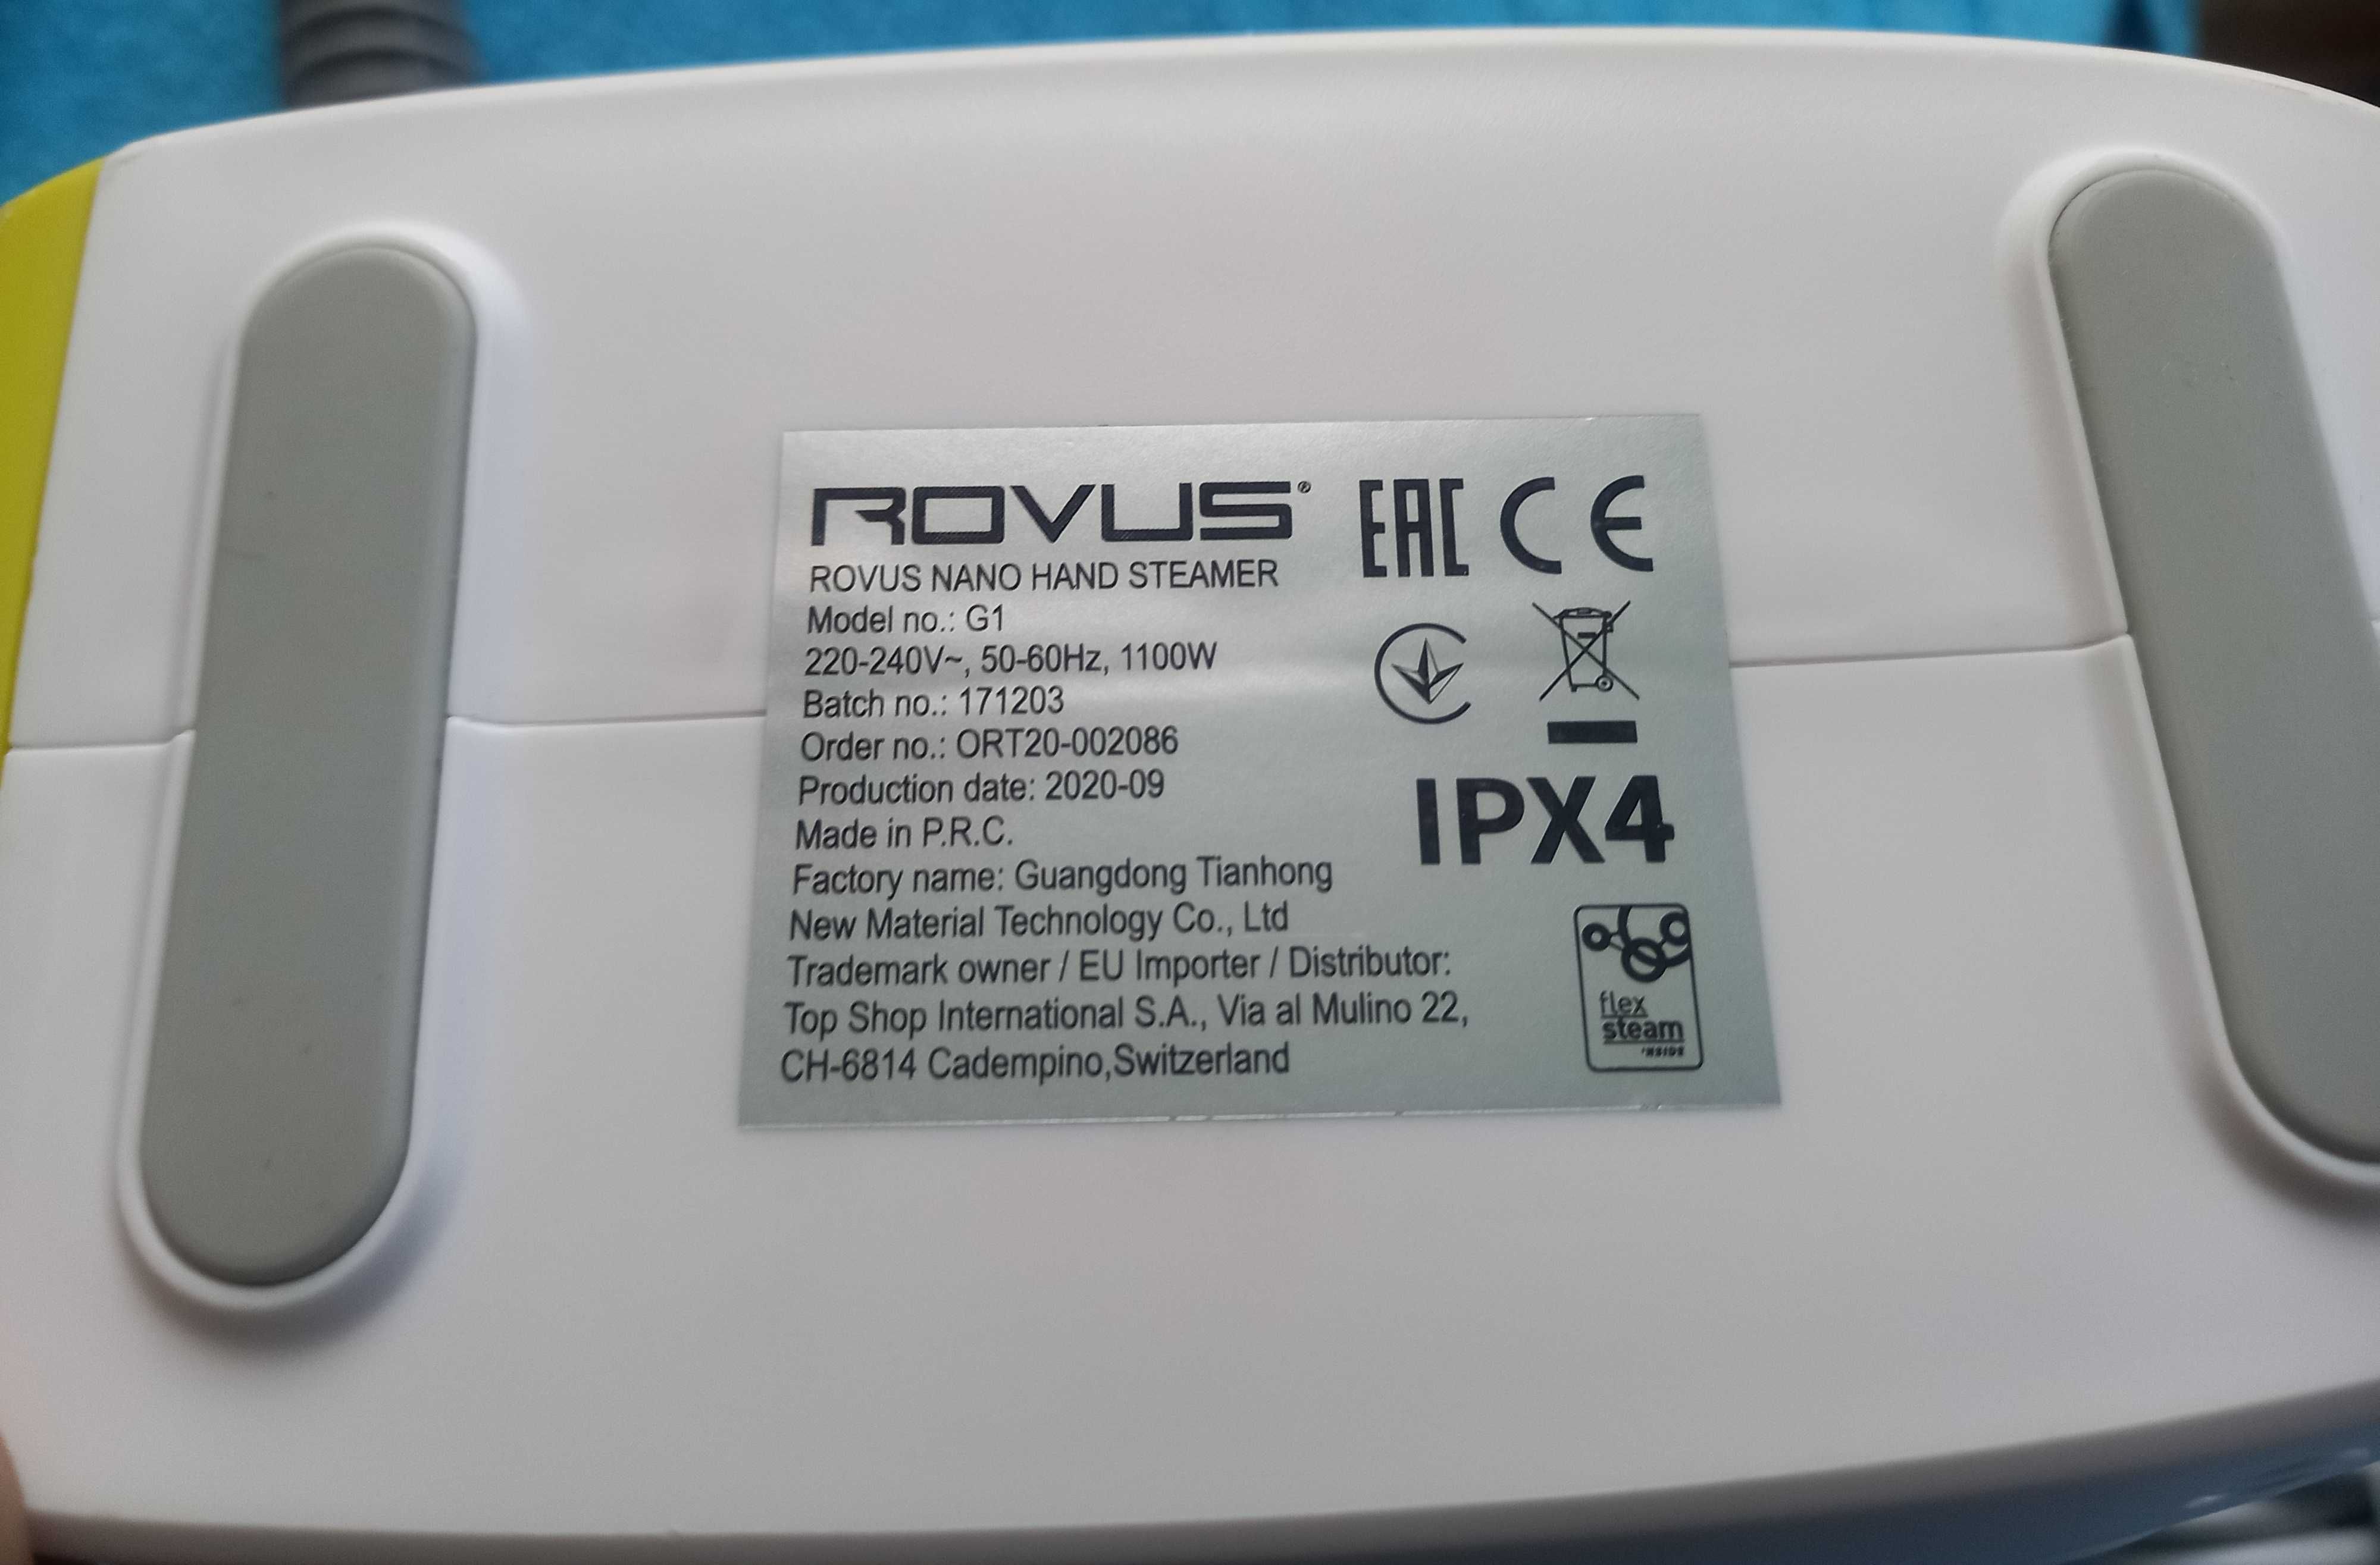 ROVUS®
EAC CE
ROVUS NANO HAND STEAMER
Model no.: G1
220-240V~, 50-60Hz, 1100W
Batch no.: 171203
Order no.: ORT20-002086
Production date: 2020-09
Made in P.R.C.
IPX4
Factory name: Guangdong Tianhong
New Material Technology Co., Ltd
Trademark owner / EU Importer / Distributor:
Top Shop International S.A., Via al Mulino 22,
CH-6814 Cadempino,Switzerland
flex
steam
'NSIDE